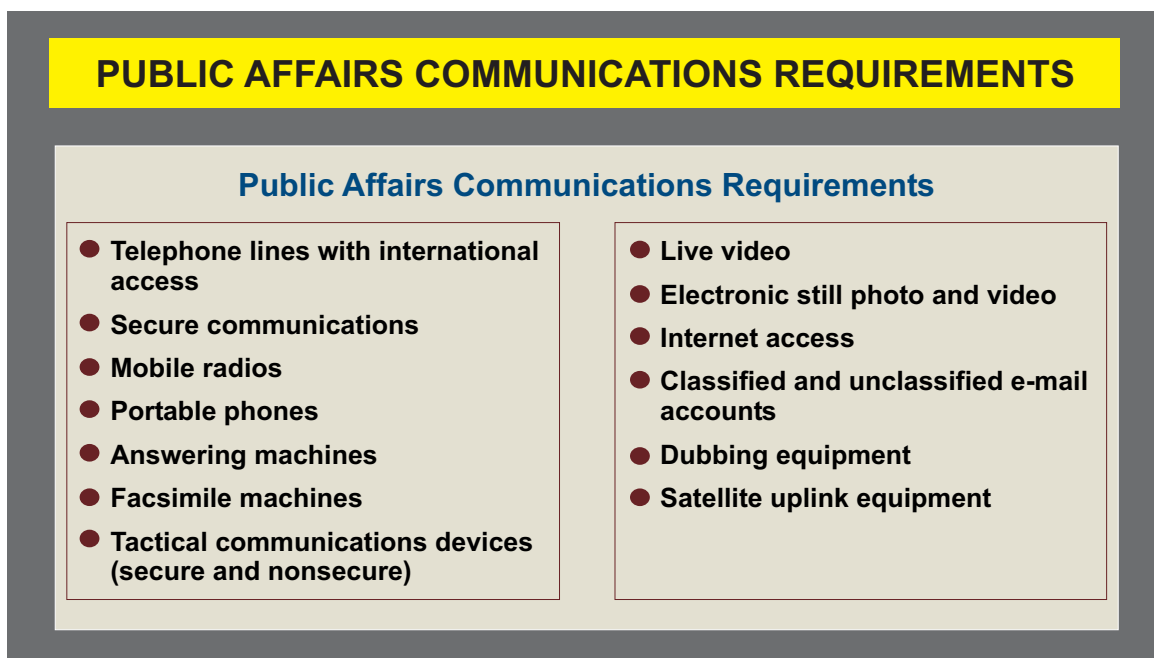 PUBLIC AFFAIRS COMMUNICATIONS REQUIREMENTS
Public Affairs Communications Requirements
Telephone lines with international
access
Secure communications
Mobile radios
Portable phones
Answering machines
Facsimile machines
Tactical communications devices
(secure and nonsecure)
Live video
Electronic still photo and video
Internet access
Classified and unclassified e-mail
accounts
Dubbing equipment
Satellite uplink equipment